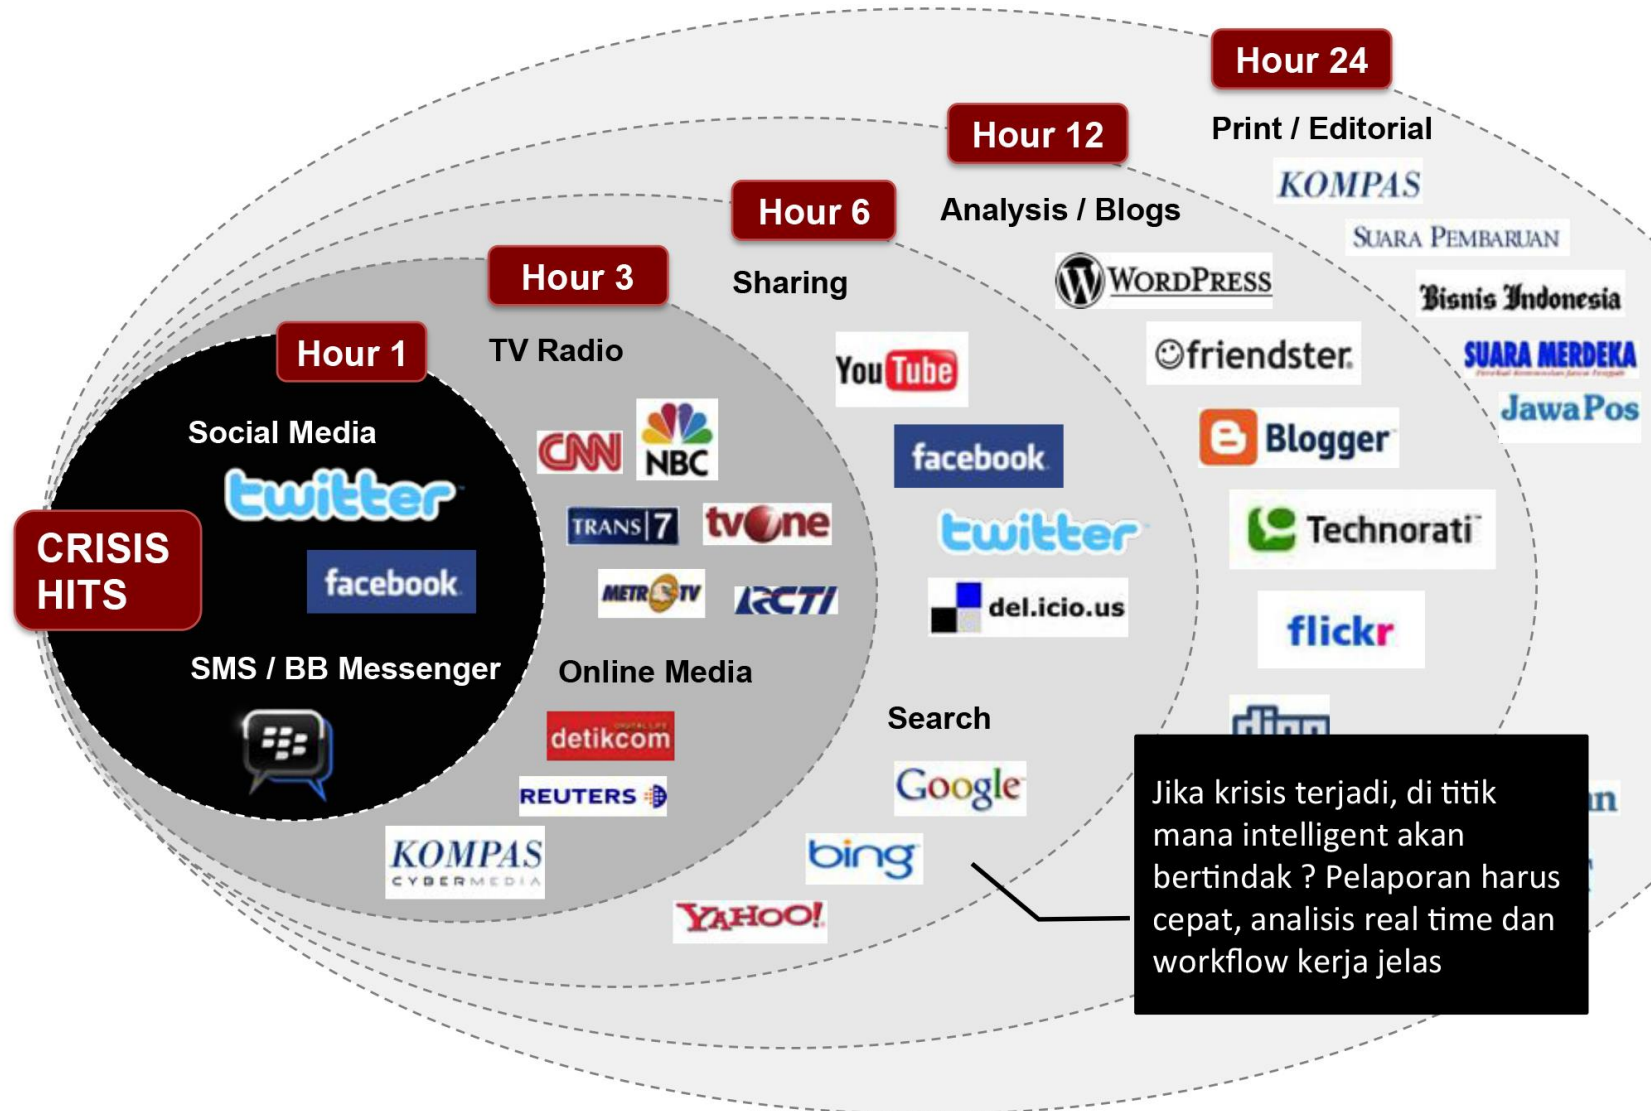 Hour 24
Print / Editorial
KOMPAS
SUARA PEMBARUAN
Bisnis Indonesia
SUARA MERDEKA
JawaPos
Hour 12
Analysis / Blogs
WORDPRESS
friendster.
Blogger
Technorati
flickr
Hour 6
Sharing
YouTube
facebook
twitter
del.icio.us
Search
Google
bing
YAHOO!
Hour 3
TV Radio
CNN
NBC
TRANS|7
tvOne
METRO TV
RCTI
Online Media
detikcom
REUTERS
KOMPAS
CYBERMEDIA
Hour 1
Social Media
twitter
facebook
SMS / BB Messenger
CRISIS
HITS
Jika krisis terjadi, di titik
mana intelligent akan
bertindak ? Pelaporan harus
cepat, analisis real time dan
workflow kerja jelas